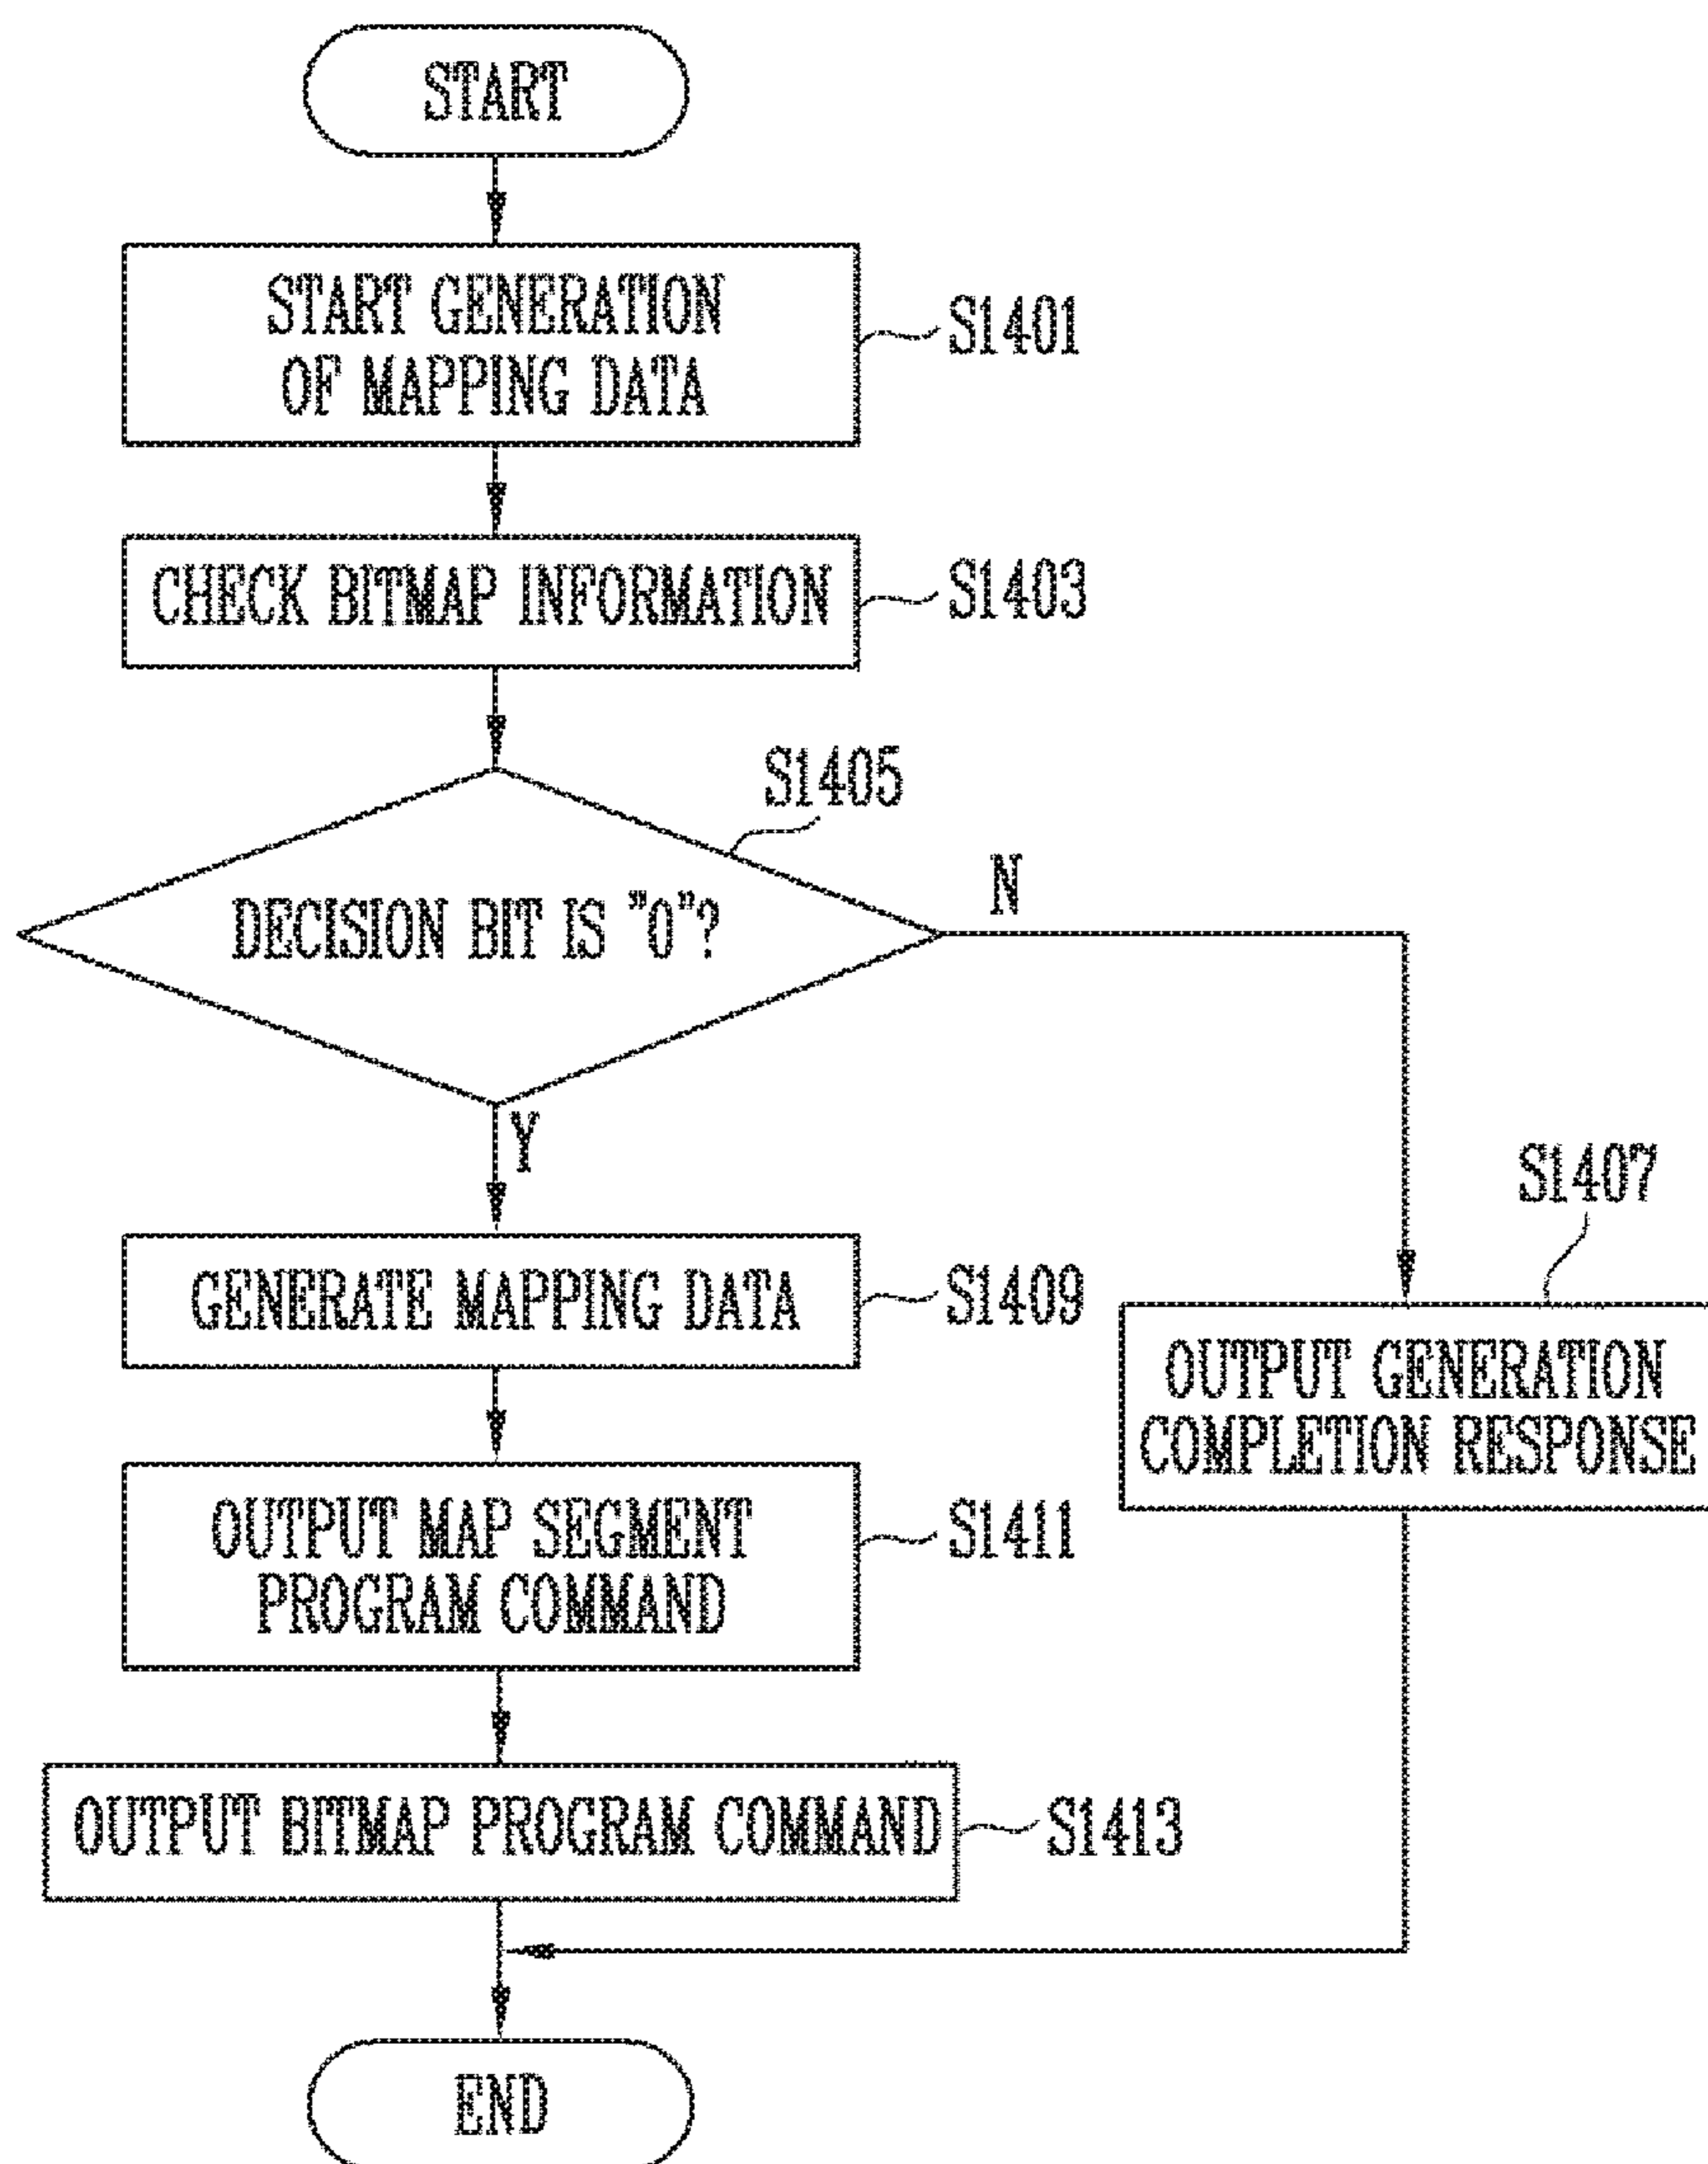 START
START GENERATION
OF MAPPING DATA
S1401
CHECK BITMAP INFORMATION
S1403
S1405
DECISION BIT IS "0"?
N
Y
S1407
GENERATE MAPPING DATA
S1409
OUTPUT GENERATION
COMPLETION RESPONSE
OUTPUT MAP SEGMENT
PROGRAM COMMAND
S1411
OUTPUT BITMAP PROGRAM COMMAND
S1413
END